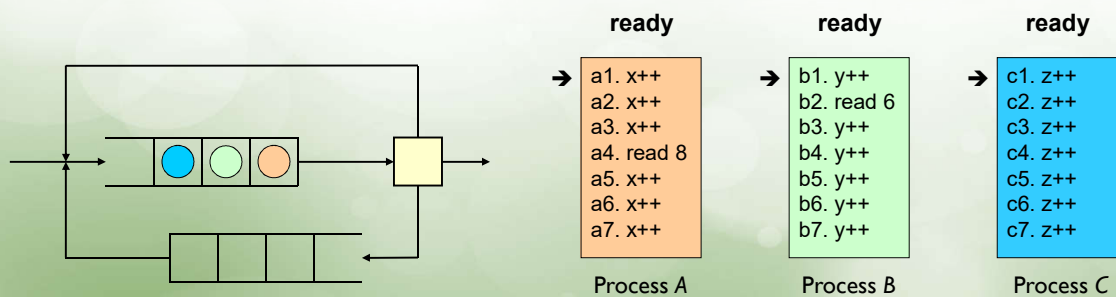 ready
➔
a1. x++
a2. x++
a3. x++
a4. read 8
a5. x++
a6. x++
a7. x++
Process A
ready
➔
b1. y++
b2. read 6
b3. y++
b4. y++
b5. y++
b6. y++
b7. y++
Process B
ready
➔
c1. z++
c2. z++
c3. z++
c4. z++
c5. z++
c6. z++
c7. z++
Process C